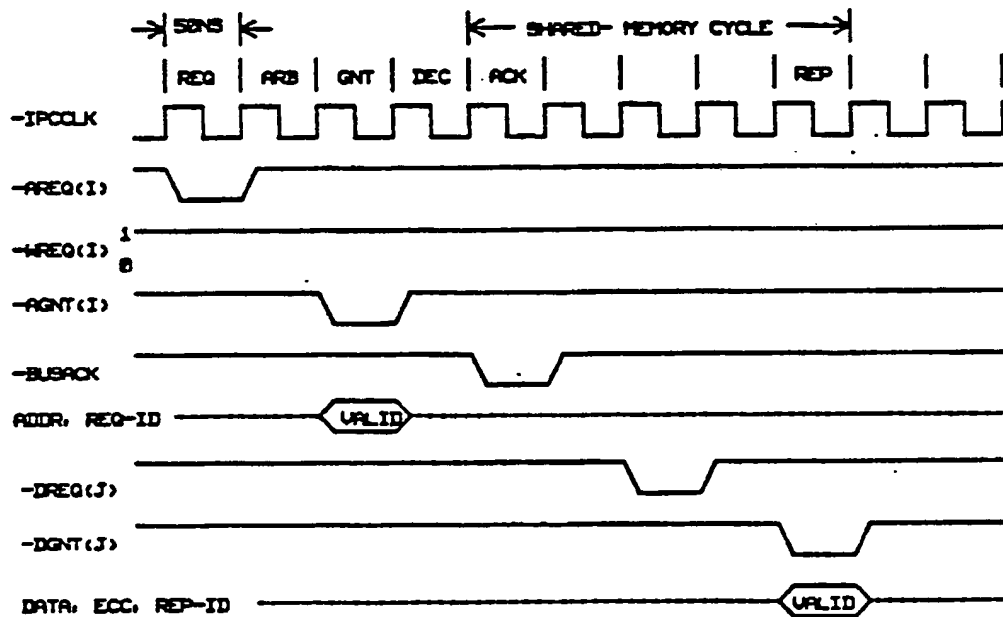 50NS SHARED- MEMORY CYCLE
REQ ARB GNT DEC ACK REP
-IPCCLK
-AREQ(I)
-WREQ(I) 1 0
-AGNT(I)
-BUSACK
ADDR, REQ-ID VALID
-DREQ(J)
-DGNT(J)
DATA, ECC, REP-ID VALID